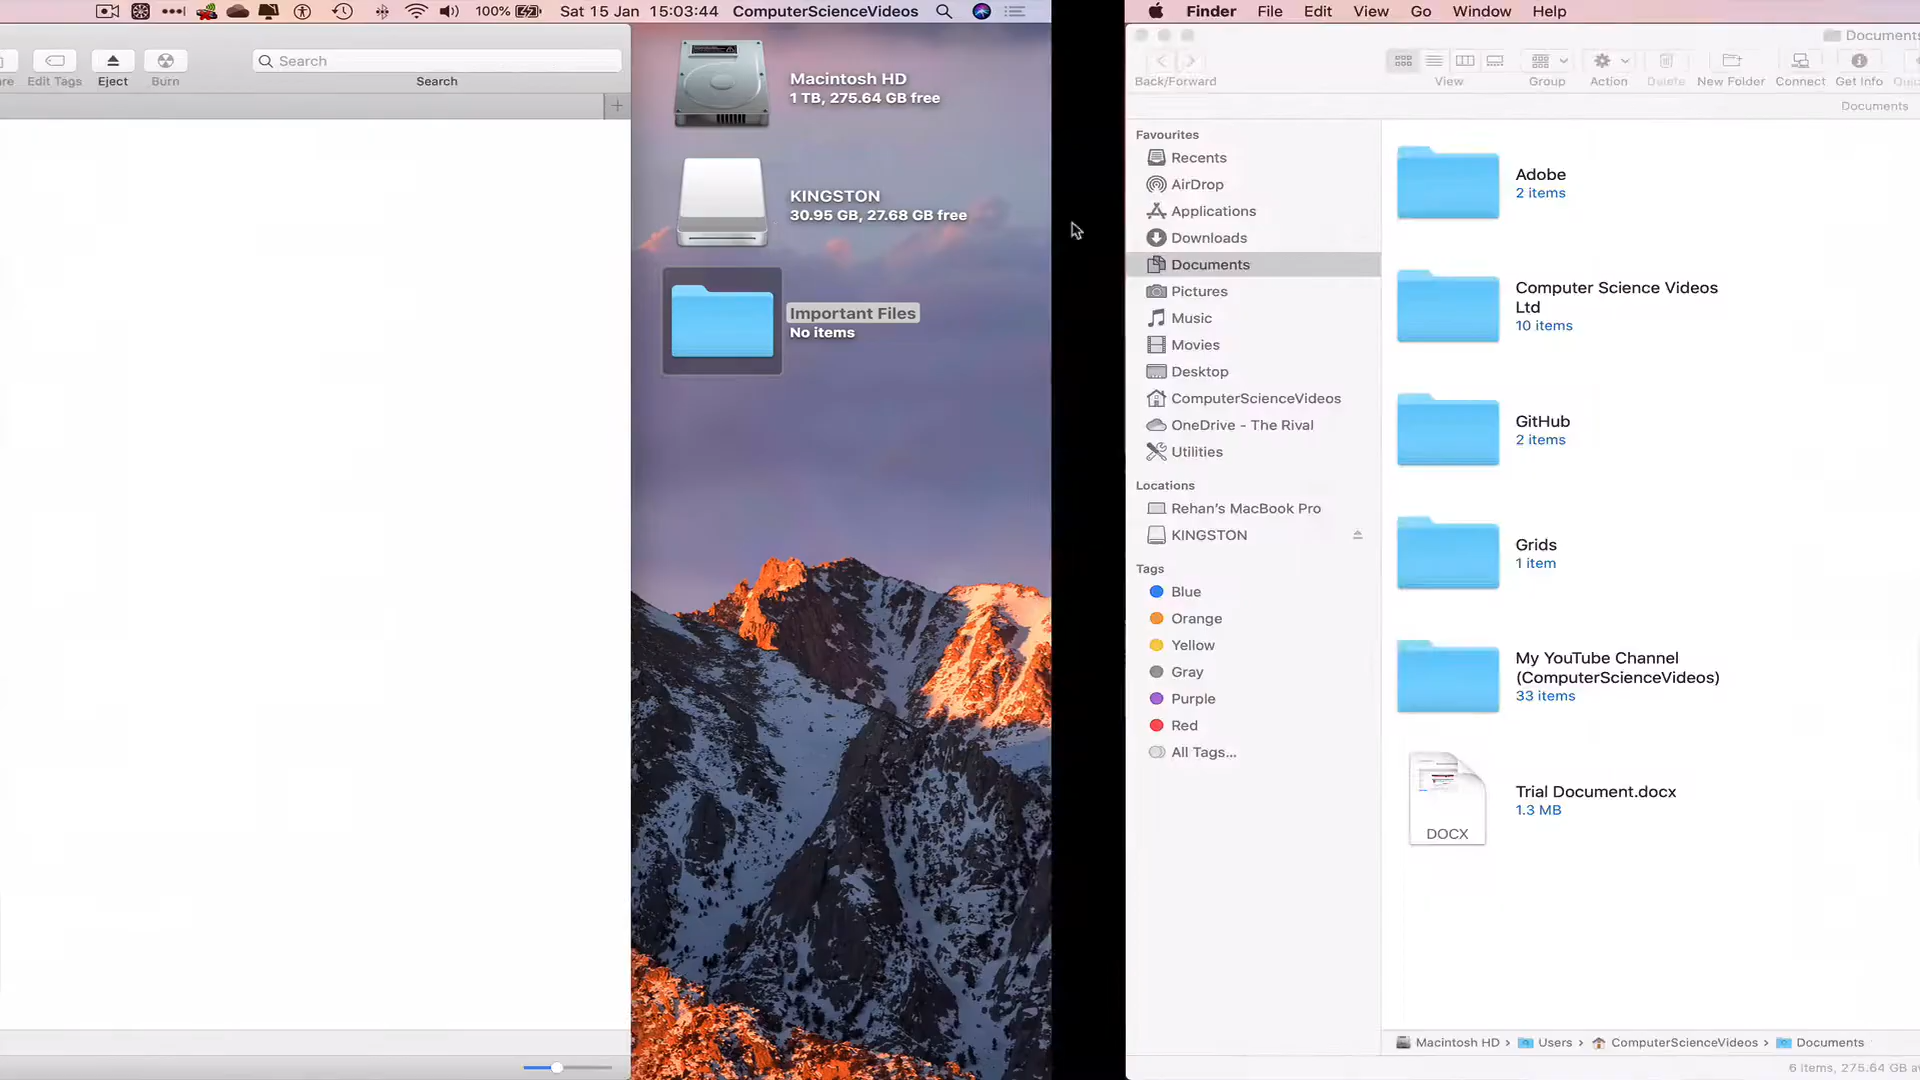 100%
Sat 15 Jan 15:03:44 ComputerScienceVideos
Edit Tags
Eject
Burn
Search
Search
Macintosh HD
1 TB, 275.64 GB free
KINGSTON
30.95 GB, 27.68 GB free
Important Files
No items
Finder File Edit View Go Window Help
Documents
Back/Forward
View
Group
Action
Delete
New Folder
Connect
Get Info
Documents
Favourites
Recents
AirDrop
Applications
Downloads
Documents
Pictures
Music
Movies
Desktop
ComputerScienceVideos
OneDrive - The Rival
Utilities
Locations
Rehan's MacBook Pro
KINGSTON
Tags
Blue
Orange
Yellow
Gray
Purple
Red
All Tags...
Adobe
2 items
Computer Science Videos
Ltd
10 items
GitHub
2 items
Grids
1 item
My YouTube Channel
(ComputerScienceVideos)
33 items
DOCX
Trial Document.docx
1.3 MB
Macintosh HD › Users › ComputerScienceVideos › Documents
6 items, 275.64 GB